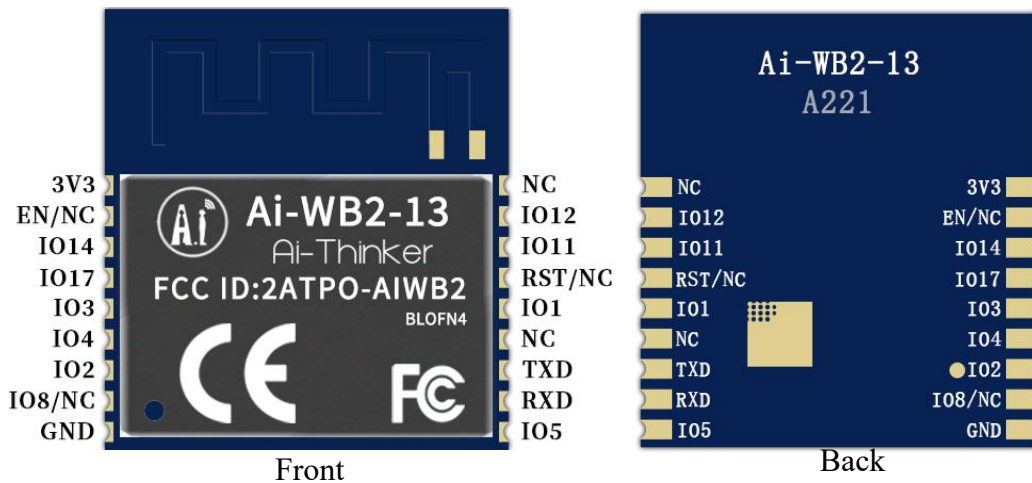 3V3
EN/NC
IO14
IO17
IO3
IO4
IO2
IO8/NC
GND
A.i
Ai-WB2-13
Ai-Thinker
FCC ID:2ATPO-AIWB2
BLOFN4
CE
FC
NC
IO12
IO11
RST/NC
IO1
NC
TXD
RXD
IO5
Front
Ai-WB2-13
A221
NC
IO12
IO11
RST/NC
IO1
NC
TXD
RXD
IO5
3V3
EN/NC
IO14
IO17
IO3
IO4
IO2
IO8/NC
GND
Back